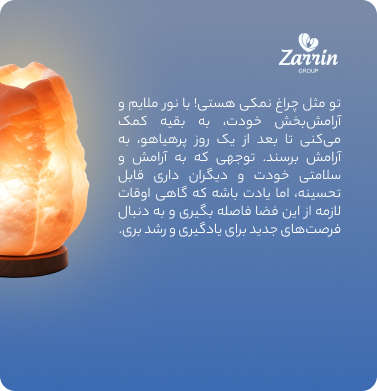 Zarrin
GROUP
تو مثل چراغ نمکی هستی! با نور ملایم و
آرامش‌بخش خودت، به بقیه کمک
می‌کنی تا بعد از یک روز پرهیاهو، به
آرامش برسند. توجهی که به آرامش و
سلامتی خودت و دیگران داری قابل
تحسینه، اما یادت باشه که گاهی اوقات
لازمه از این فضا فاصله بگیری و به دنبال
فرصت‌های جدید برای یادگیری و رشد بری.